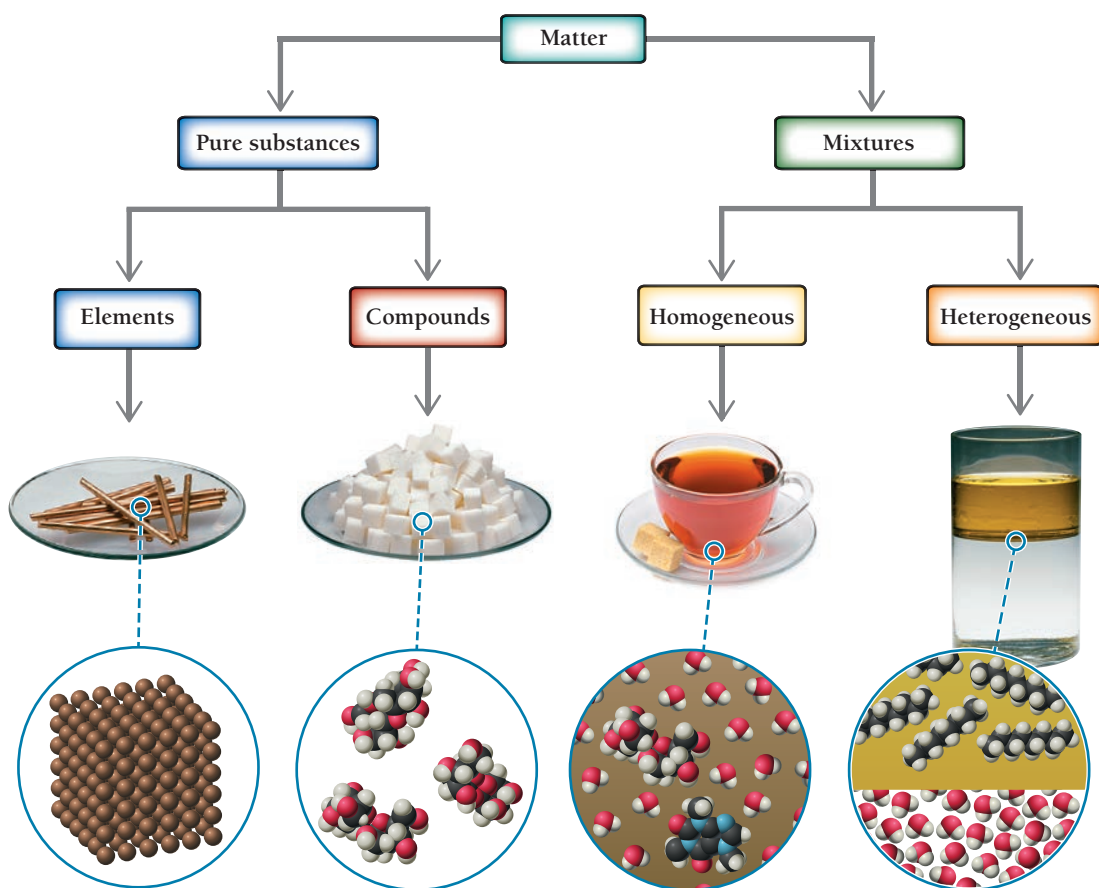 Matter
Pure substances
Mixtures
Elements
Compounds
Homogeneous
Heterogeneous